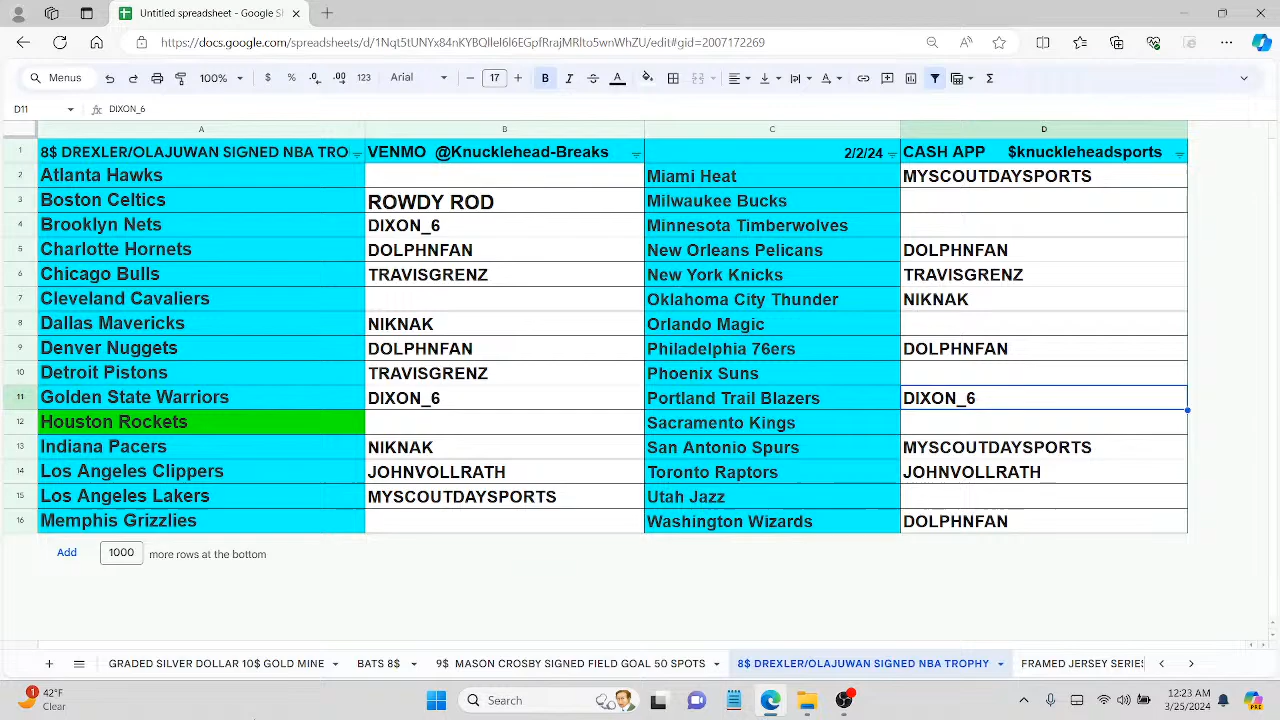 Untitled spreadsheet - Google S
https://docs.google.com/spreadsheets/d/1Nqt5tUNYx84nKYBQJIel6I6EGpfRrajMRIto5wnWhZU/edit#gid=2007172269
Menus 100% $ % .0 .00 123 Arial 17 B I A
D11 fx DIXON_6
A B C D
1 8$ DREXLER/OLAJUWAN SIGNED NBA TRO VENMO @Knucklehead-Breaks 2/2/24 CASH APP $knuckleheadsports
2 Atlanta Hawks Miami Heat MYSCOUTDAYSPORTS
3 Boston Celtics ROWDY ROD Milwaukee Bucks
4 Brooklyn Nets DIXON_6 Minnesota Timberwolves
5 Charlotte Hornets DOLPHNFAN New Orleans Pelicans DOLPHNFAN
6 Chicago Bulls TRAVISGRENZ New York Knicks TRAVISGRENZ
7 Cleveland Cavaliers Oklahoma City Thunder NIKNAK
8 Dallas Mavericks NIKNAK Orlando Magic
9 Denver Nuggets DOLPHNFAN Philadelphia 76ers DOLPHNFAN
10 Detroit Pistons TRAVISGRENZ Phoenix Suns
11 Golden State Warriors DIXON_6 Portland Trail Blazers DIXON_6
12 Houston Rockets Sacramento Kings
13 Indiana Pacers NIKNAK San Antonio Spurs MYSCOUTDAYSPORTS
14 Los Angeles Clippers JOHNVOLLRATH Toronto Raptors JOHNVOLLRATH
15 Los Angeles Lakers MYSCOUTDAYSPORTS Utah Jazz
16 Memphis Grizzlies Washington Wizards DOLPHNFAN
Add 1000 more rows at the bottom
GRADED SILVER DOLLAR 10$ GOLD MINE BATS 8$ 9$ MASON CROSBY SIGNED FIELD GOAL 50 SPOTS 8$ DREXLER/OLAJUWAN SIGNED NBA TROPHY FRAMED JERSEY SERIES
1 42°F Search 2:23 AM
Clear 3/25/2024